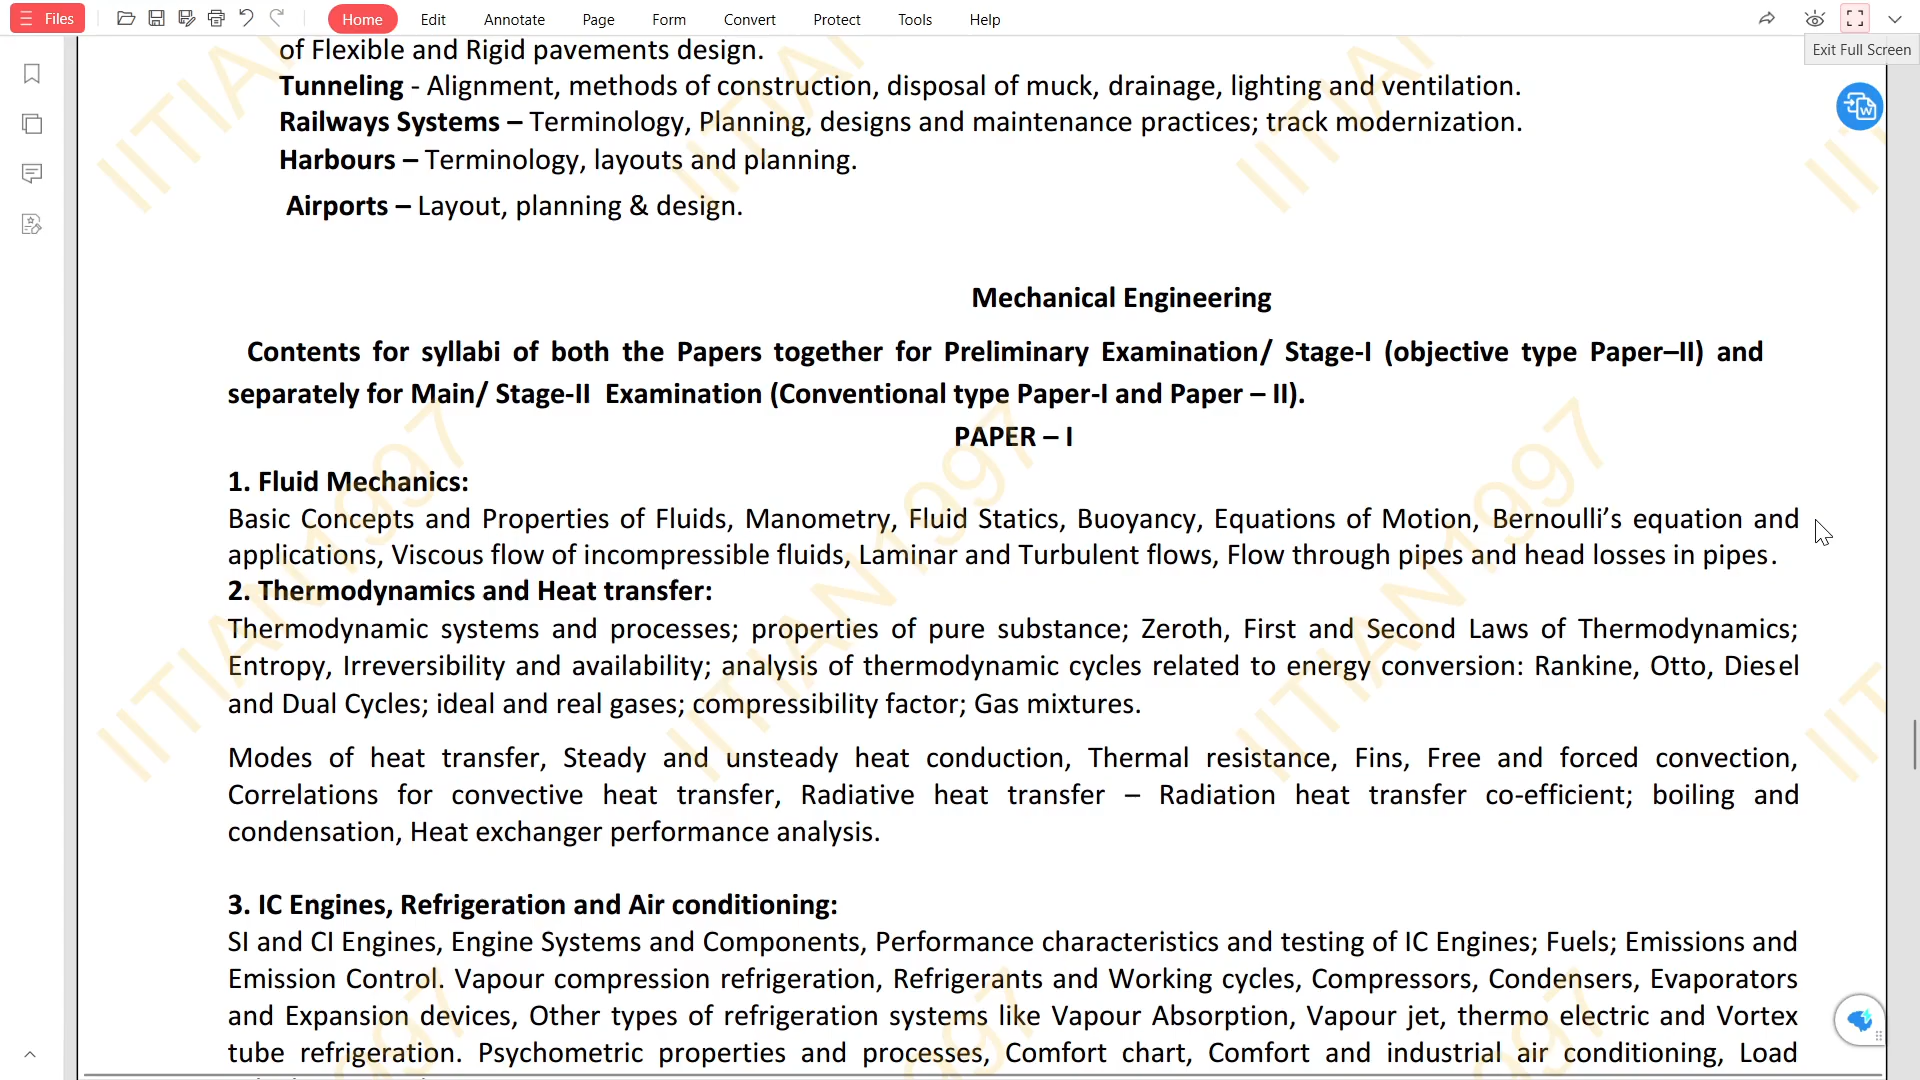 Files
Home Edit Annotate Page Form Convert Protect Tools Help
Exit Full Screen
of Flexible and Rigid pavements design.
Tunneling - Alignment, methods of construction, disposal of muck, drainage, lighting and ventilation.
Railways Systems – Terminology, Planning, designs and maintenance practices; track modernization.
Harbours – Terminology, layouts and planning.
Airports – Layout, planning & design.
Mechanical Engineering
Contents for syllabi of both the Papers together for Preliminary Examination/ Stage-I (objective type Paper–II) and
separately for Main/ Stage-II Examination (Conventional type Paper-I and Paper – II).
PAPER – I
1. Fluid Mechanics:
Basic Concepts and Properties of Fluids, Manometry, Fluid Statics, Buoyancy, Equations of Motion, Bernoulli’s equation and
applications, Viscous flow of incompressible fluids, Laminar and Turbulent flows, Flow through pipes and head losses in pipes.
2. Thermodynamics and Heat transfer:
Thermodynamic systems and processes; properties of pure substance; Zeroth, First and Second Laws of Thermodynamics;
Entropy, Irreversibility and availability; analysis of thermodynamic cycles related to energy conversion: Rankine, Otto, Diesel
and Dual Cycles; ideal and real gases; compressibility factor; Gas mixtures.
Modes of heat transfer, Steady and unsteady heat conduction, Thermal resistance, Fins, Free and forced convection,
Correlations for convective heat transfer, Radiative heat transfer – Radiation heat transfer co-efficient; boiling and
condensation, Heat exchanger performance analysis.
3. IC Engines, Refrigeration and Air conditioning:
SI and CI Engines, Engine Systems and Components, Performance characteristics and testing of IC Engines; Fuels; Emissions and
Emission Control. Vapour compression refrigeration, Refrigerants and Working cycles, Compressors, Condensers, Evaporators
and Expansion devices, Other types of refrigeration systems like Vapour Absorption, Vapour jet, thermo electric and Vortex
tube refrigeration. Psychometric properties and processes, Comfort chart, Comfort and industrial air conditioning, Load
IITIAN1997
IITIAN1997
IITIAN1997